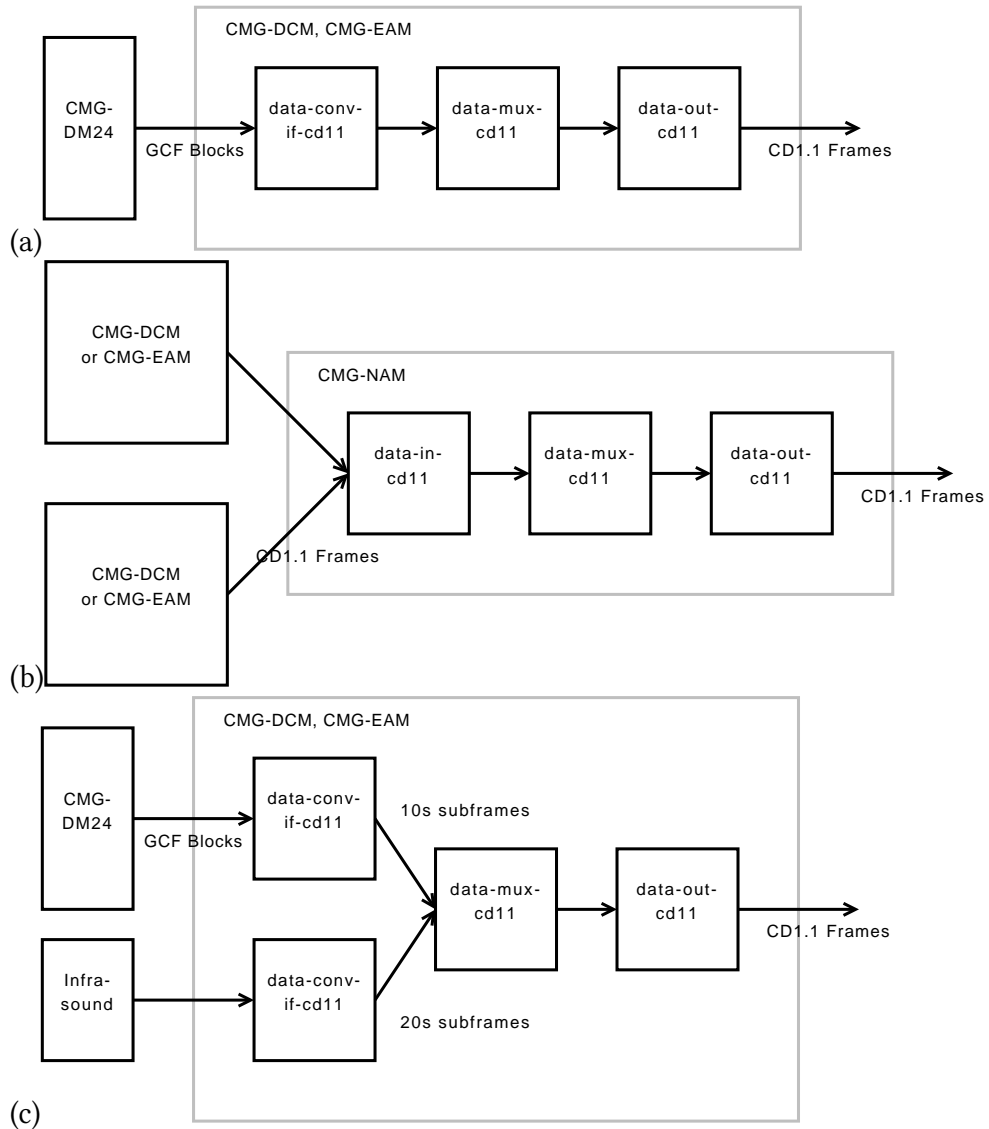 CMG-DCM, CMG-EAM
CMG-
DM24
GCF Blocks
data-conv-
if-cd11
data-mux-
cd11
data-out-
cd11
CD1.1 Frames
(a)
CMG-DCM
or CMG-EAM
CMG-NAM
data-in-
cd11
data-mux-
cd11
data-out-
cd11
CD1.1 Frames
CD1.1 Frames
CMG-DCM
or CMG-EAM
(b)
CMG-DCM, CMG-EAM
CMG-
DM24
GCF Blocks
data-conv-
if-cd11
10s subframes
data-mux-
cd11
data-out-
cd11
CD1.1 Frames
Infra-
sound
data-conv-
if-cd11
20s subframes
(c)